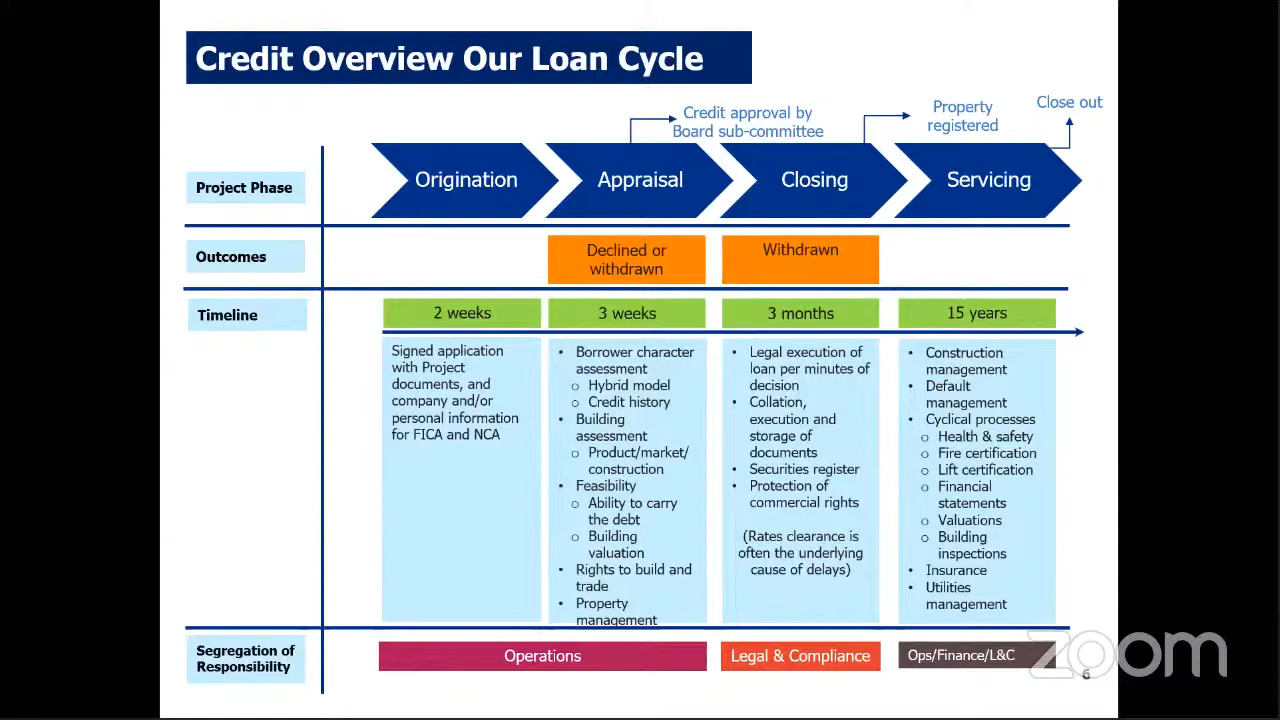 Credit Overview Our Loan Cycle
Credit approval by
Board sub-committee
Property
registered
Close out
Project Phase
Origination
Appraisal
Closing
Servicing
Outcomes
Declined or
withdrawn
Withdrawn
Timeline
2 weeks
3 weeks
3 months
15 years
Signed application
with Project
documents, and
company and/or
personal information
for FICA and NCA
• Borrower character
assessment
o Hybrid model
o Credit history
• Building
assessment
o Product/market/
construction
• Feasibility
o Ability to carry
the debt
o Building
valuation
• Rights to build and
trade
• Property
management
• Legal execution of
loan per minutes of
decision
• Collation,
execution and
storage of
documents
• Securities register
• Protection of
commercial rights
(Rates clearance is
often the underlying
cause of delays)
• Construction
management
• Default
management
• Cyclical processes
o Health & safety
o Fire certification
o Lift certification
o Financial
statements
o Valuations
o Building
inspections
• Insurance
• Utilities
management
Segregation of
Responsibility
Operations
Legal & Compliance
Ops/Finance/L&C
zoom
6